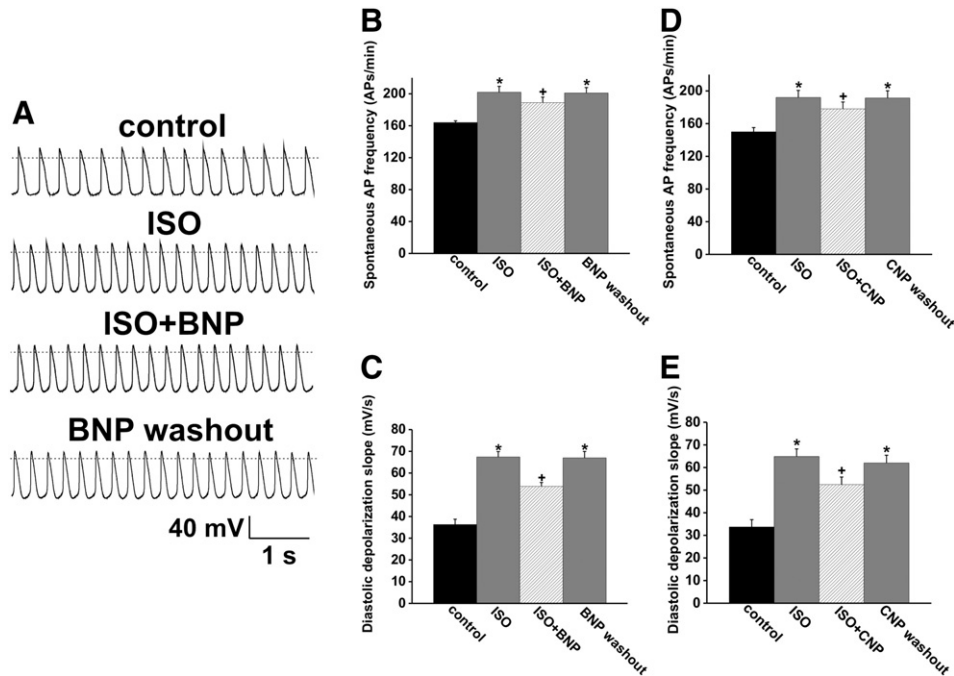 A
control
ISO
ISO+BNP
BNP washout
40 mV
1 s
B
Spontaneous AP frequency (APs/min)
200
160
120
80
40
0
*
+
*
control
ISO
ISO+BNP
BNP washout
C
Diastolic depolarization slope (mV/s)
80
70
60
50
40
30
20
10
0
*
+
*
control
ISO
ISO+BNP
BNP washout
D
Spontaneous AP frequency (APs/min)
200
160
120
80
40
0
*
+
*
control
ISO
ISO+CNP
CNP washout
E
Diastolic depolarization slope (mV/s)
80
70
60
50
40
30
20
10
0
*
+
*
control
ISO
ISO+CNP
CNP washout